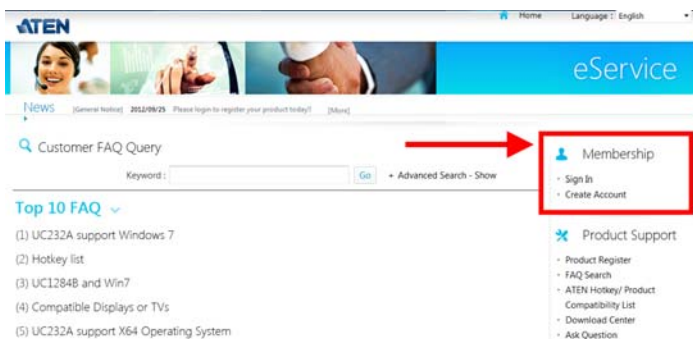 ATEN
Home Language : English
eService
News [General Notice] 2012/09/25 Please login to register your product today!! [More]
Customer FAQ Query
Keyword : Go + Advanced Search - Show
Top 10 FAQ
(1) UC232A support Windows 7
(2) Hotkey list
(3) UC1284B and Win7
(4) Compatible Displays or TVs
(5) UC232A support X64 Operating System
Membership
Sign In
Create Account
Product Support
Product Register
FAQ Search
ATEN Hotkey/ Product
Compatibility List
Download Center
Ask Question